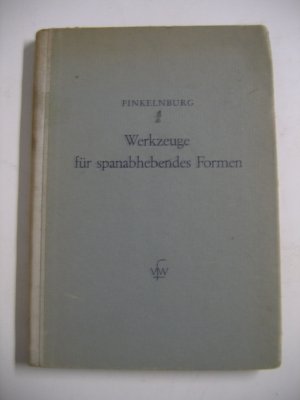 FINKELNBURG
Werkzeuge
für spanabhebendes Formen